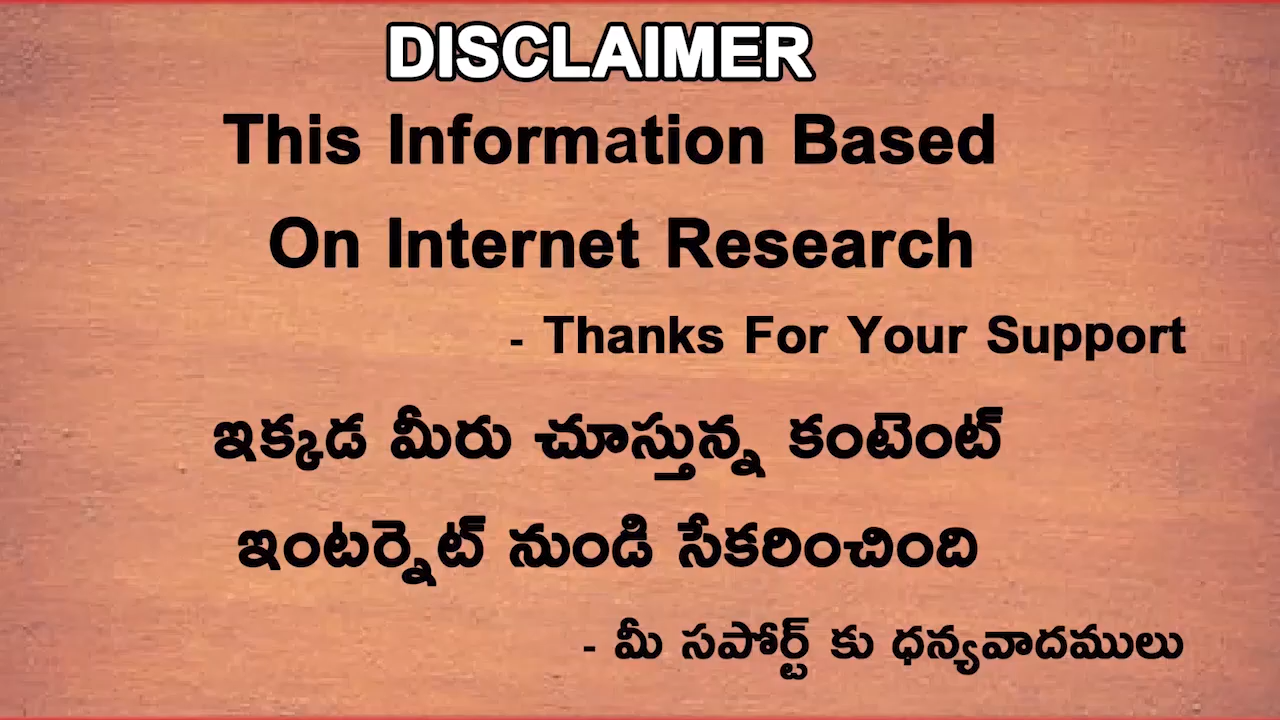 DISCLAIMER
This Information Based
On Internet Research
- Thanks For Your Support
ఇక్కడ మీరు చూస్తున్న కంటెంట్
ఇంటర్నెట్ నుండి సేకరించింది
- మీ సపోర్ట్ కు ధన్యవాదములు